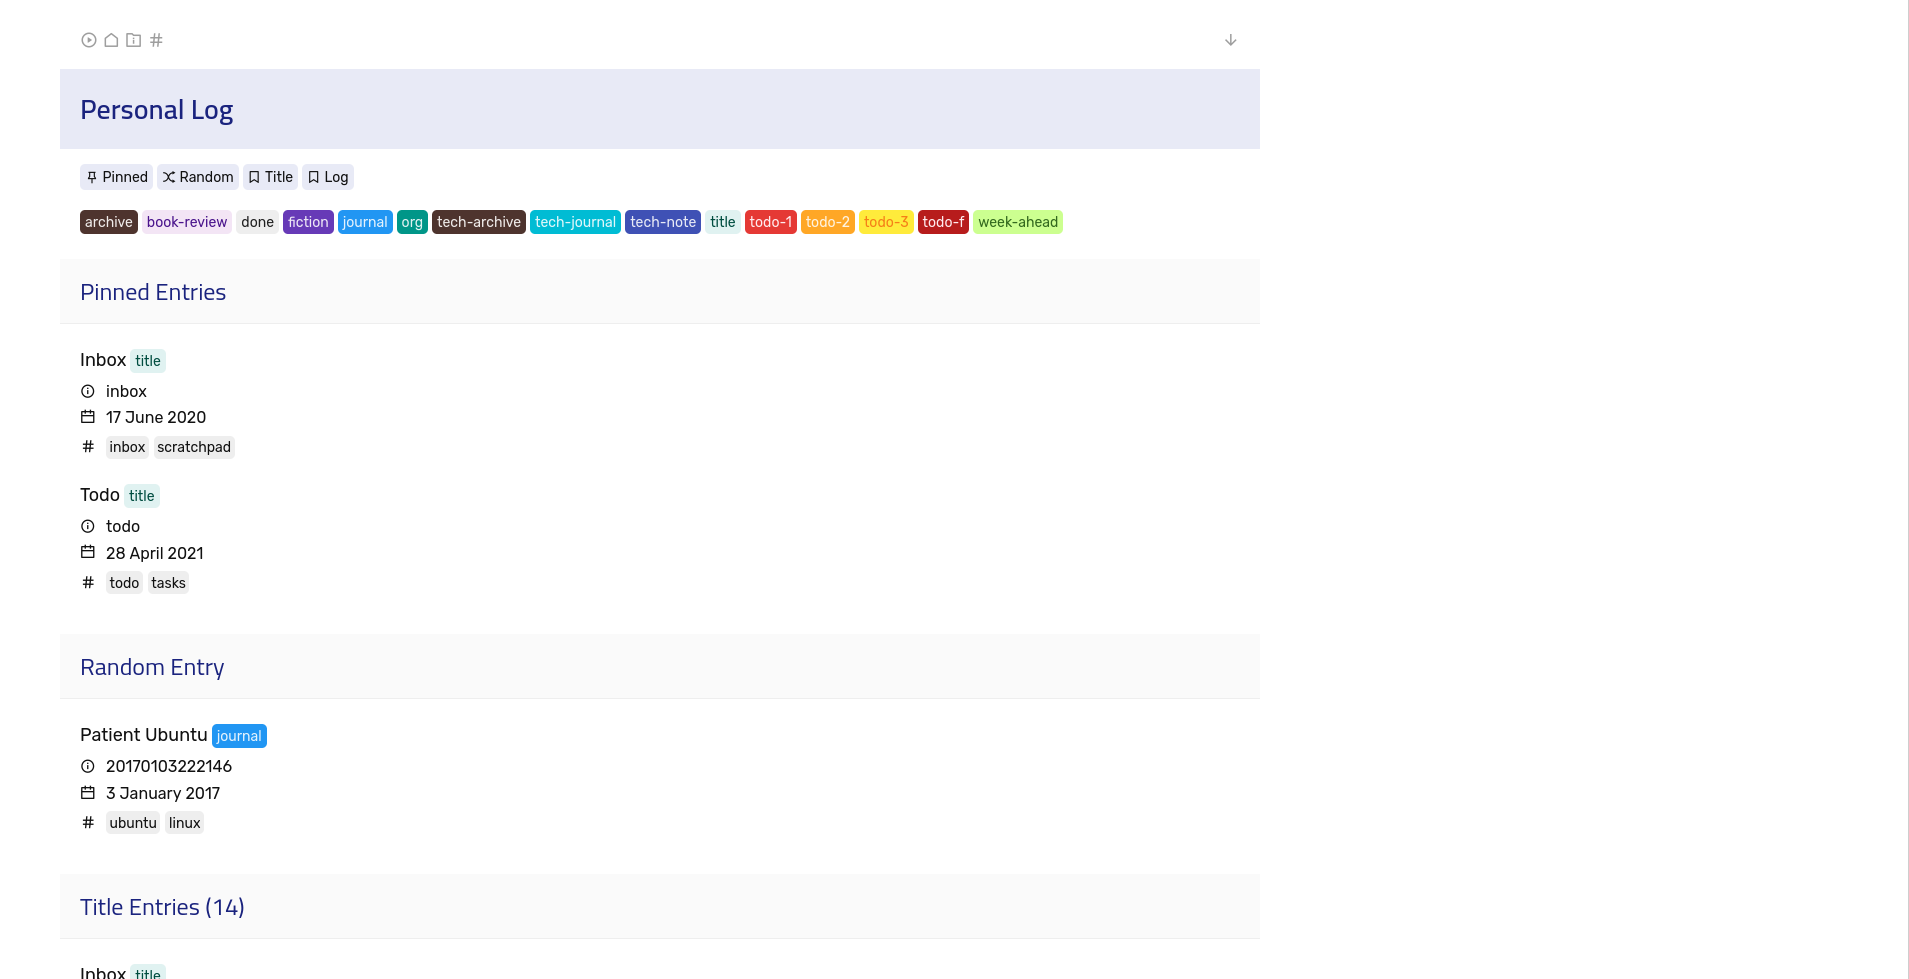 Personal Log
Pinned Random Title Log
archive book-review done fiction journal org tech-archive tech-journal tech-note title todo-1 todo-2 todo-3 todo-f week-ahead
Pinned Entries
Inbox title
inbox
17 June 2020
# inbox scratchpad
Todo title
todo
28 April 2021
# todo tasks
Random Entry
Patient Ubuntu journal
20170103222146
3 January 2017
# ubuntu linux
Title Entries (14)
Inbox title